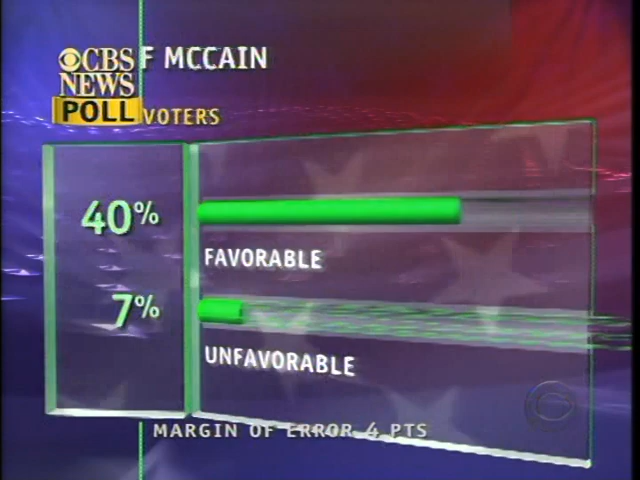 CBS
NEWS
POLL
F MCCAIN
VOTERS
40%
FAVORABLE
7%
UNFAVORABLE
MARGIN OF ERROR 4 PTS